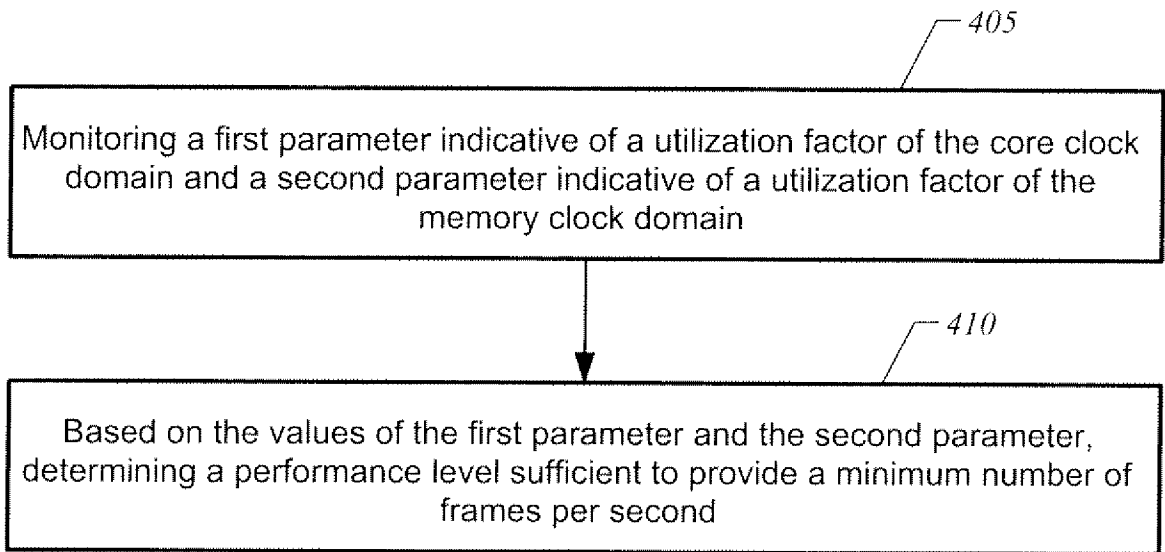 405
Monitoring a first parameter indicative of a utilization factor of the core clock
domain and a second parameter indicative of a utilization factor of the
memory clock domain
410
Based on the values of the first parameter and the second parameter,
determining a performance level sufficient to provide a minimum number of
frames per second